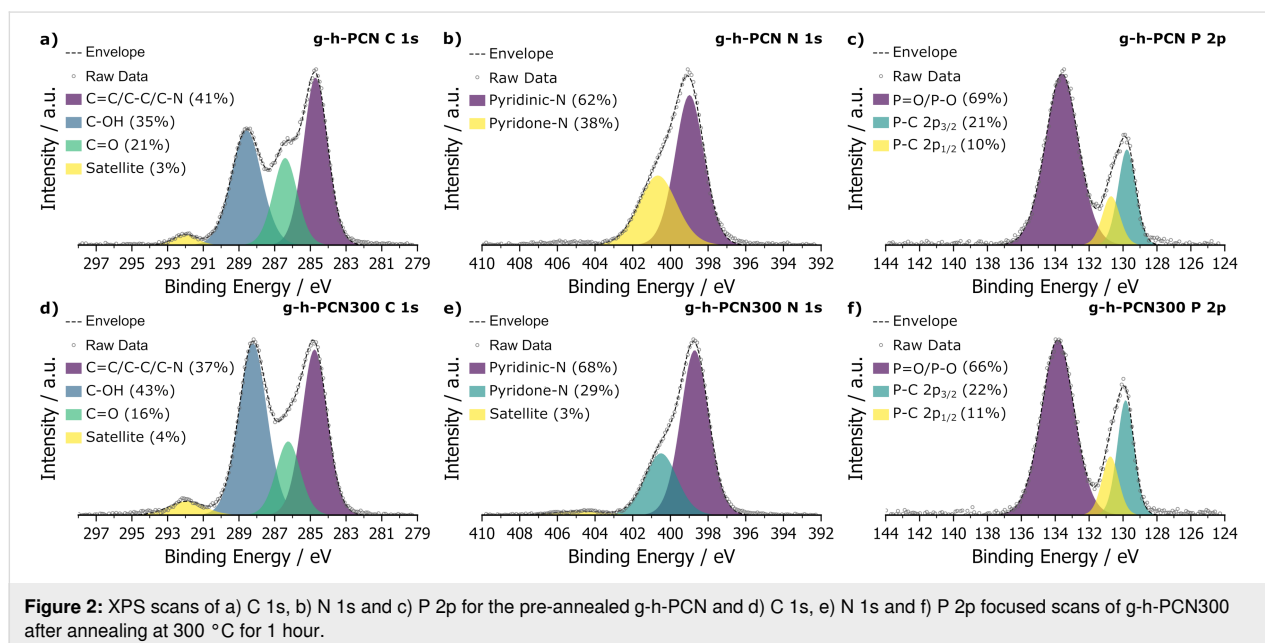 a) g-h-PCN C 1s
--- Envelope
○ Raw Data
C=C/C-C/C-N (41%)
C-OH (35%)
C=O (21%)
Satellite (3%)
Intensity / a.u.
297 295 293 291 289 287 285 283 281 279
Binding Energy / eV
b) g-h-PCN N 1s
--- Envelope
○ Raw Data
Pyridinic-N (62%)
Pyridone-N (38%)
Intensity / a.u.
410 408 406 404 402 400 398 396 394 392
Binding Energy / eV
c) g-h-PCN P 2p
--- Envelope
○ Raw Data
P=O/P-O (69%)
P-C 2p3/2 (21%)
P-C 2p1/2 (10%)
Intensity / a.u.
144 142 140 138 136 134 132 130 128 126 124
Binding Energy / eV
d) g-h-PCN300 C 1s
--- Envelope
○ Raw Data
C=C/C-C/C-N (37%)
C-OH (43%)
C=O (16%)
Satellite (4%)
Intensity / a.u.
297 295 293 291 289 287 285 283 281 279
Binding Energy / eV
e) g-h-PCN300 N 1s
--- Envelope
○ Raw Data
Pyridinic-N (68%)
Pyridone-N (29%)
Satellite (3%)
Intensity / a.u.
410 408 406 404 402 400 398 396 394 392
Binding Energy / eV
f) g-h-PCN300 P 2p
--- Envelope
○ Raw Data
P=O/P-O (66%)
P-C 2p3/2 (22%)
P-C 2p1/2 (11%)
Intensity / a.u.
144 142 140 138 136 134 132 130 128 126 124
Binding Energy / eV
Figure 2: XPS scans of a) C 1s, b) N 1s and c) P 2p for the pre-annealed g-h-PCN and d) C 1s, e) N 1s and f) P 2p focused scans of g-h-PCN300
after annealing at 300 °C for 1 hour.